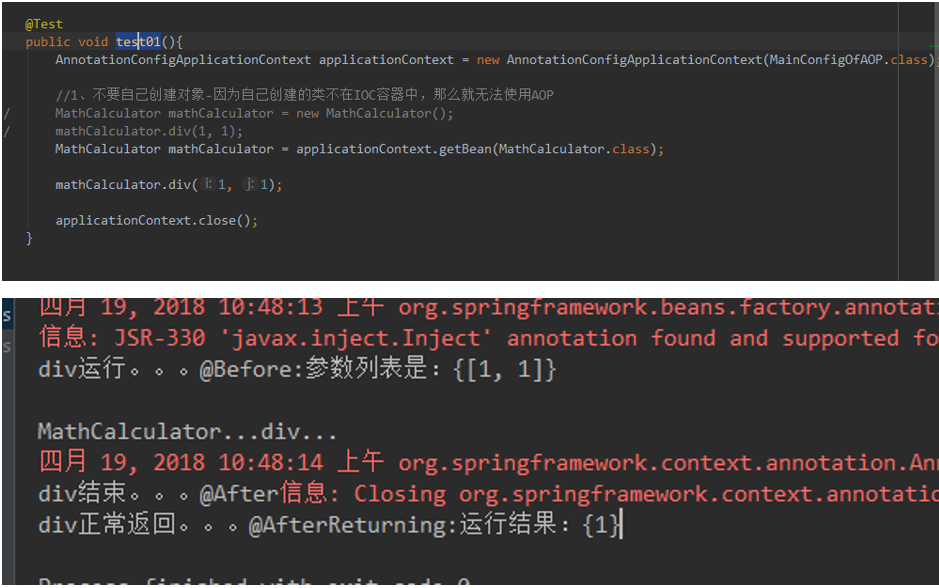 @Test
public void test01(){
AnnotationConfigApplicationContext applicationContext = new AnnotationConfigApplicationContext(MainConfigOfAOP.class);
//1、不要自己创建对象-因为自己创建的类不在IOC容器中，那么就无法使用AOP
/ MathCalculator mathCalculator = new MathCalculator();
/ mathCalculator.div(1, 1);
MathCalculator mathCalculator = applicationContext.getBean(MathCalculator.class);
mathCalculator.div( i: 1, j: 1);
applicationContext.close();
}
四月 19, 2018 10:48:13 上午 org.springframework.beans.factory.annotati
s
信息: JSR-330 'javax.inject.Inject' annotation found and supported fo
s
div运行。。。@Before:参数列表是：{[1, 1]}
MathCalculator...div...
四月 19, 2018 10:48:14 上午 org.springframework.context.annotation.An
div结束。。。@After信息: Closing org.springframework.context.annotatio
div正常返回。。。@AfterReturning:运行结果：{1}
Process finished with exit code 0